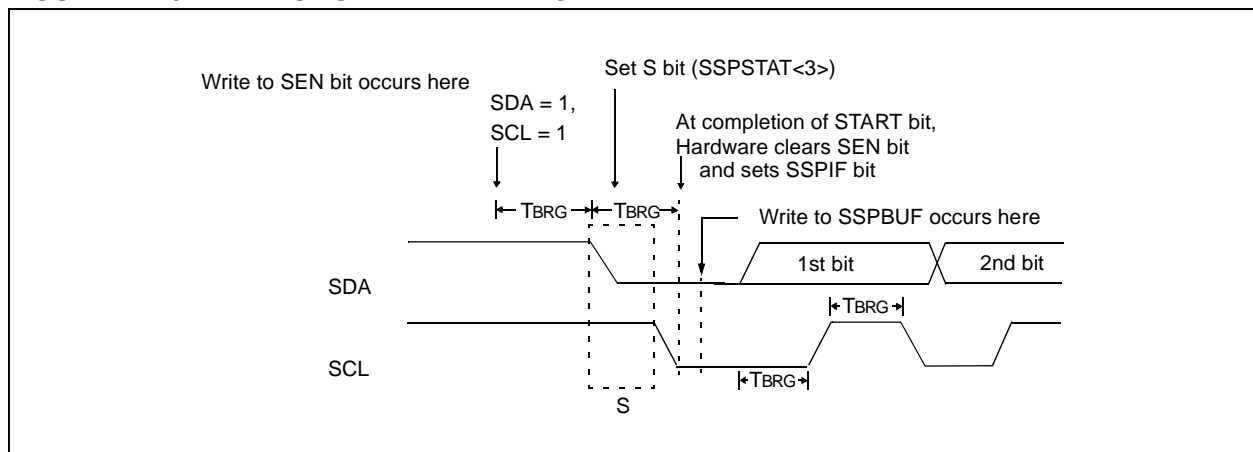 Set S bit (SSPSTAT<3>)
Write to SEN bit occurs here
SDA = 1,
SCL = 1
At completion of START bit,
Hardware clears SEN bit
and sets SSPIF bit
TBRG TBRG
Write to SSPBUF occurs here
1st bit 2nd bit
SDA
TBRG
SCL
TBRG
S